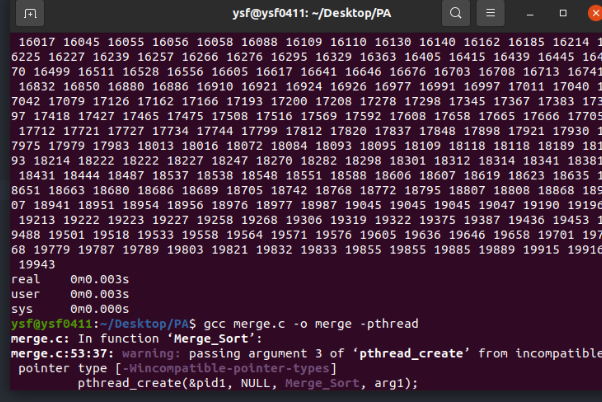 ysf@ysf0411: ~/Desktop/PA
16017 16045 16055 16056 16058 16088 16109 16110 16130 16140 16162 16185 16214 1
6225 16227 16239 16257 16266 16276 16295 16329 16363 16405 16415 16439 16445 164
70 16499 16511 16528 16556 16605 16617 16641 16646 16676 16703 16708 16713 16741
16832 16850 16880 16886 16910 16921 16924 16926 16977 16991 16997 17011 17040 1
7042 17079 17126 17162 17166 17193 17200 17208 17278 17298 17345 17367 17383 173
97 17418 17427 17465 17475 17508 17516 17569 17592 17608 17658 17665 17666 17705
17712 17721 17727 17734 17744 17799 17812 17820 17837 17848 17898 17921 17930 1
7975 17979 17983 18013 18016 18072 18084 18093 18095 18109 18118 18118 18189 181
93 18214 18222 18222 18227 18247 18270 18282 18298 18301 18312 18314 18341 18381
18431 18444 18487 18537 18538 18548 18551 18588 18606 18607 18619 18623 18635 1
8651 18663 18680 18686 18689 18705 18742 18768 18772 18795 18807 18808 18868 189
07 18941 18951 18954 18956 18976 18977 18987 19045 19045 19045 19047 19190 19196
19213 19222 19223 19227 19258 19268 19306 19319 19322 19375 19387 19436 19453 1
9488 19501 19518 19533 19558 19564 19571 19576 19605 19636 19646 19658 19701 197
68 19779 19787 19789 19803 19821 19832 19833 19855 19855 19885 19889 19915 19916
19943
real 0m0.003s
user 0m0.003s
sys 0m0.000s
ysf@ysf0411:~/Desktop/PA$ gcc merge.c -o merge -pthread
merge.c: In function ‘Merge_Sort’:
merge.c:53:37: warning: passing argument 3 of ‘pthread_create’ from incompatible
pointer type [-Wincompatible-pointer-types]
pthread_create(&pid1, NULL, Merge_Sort, arg1);